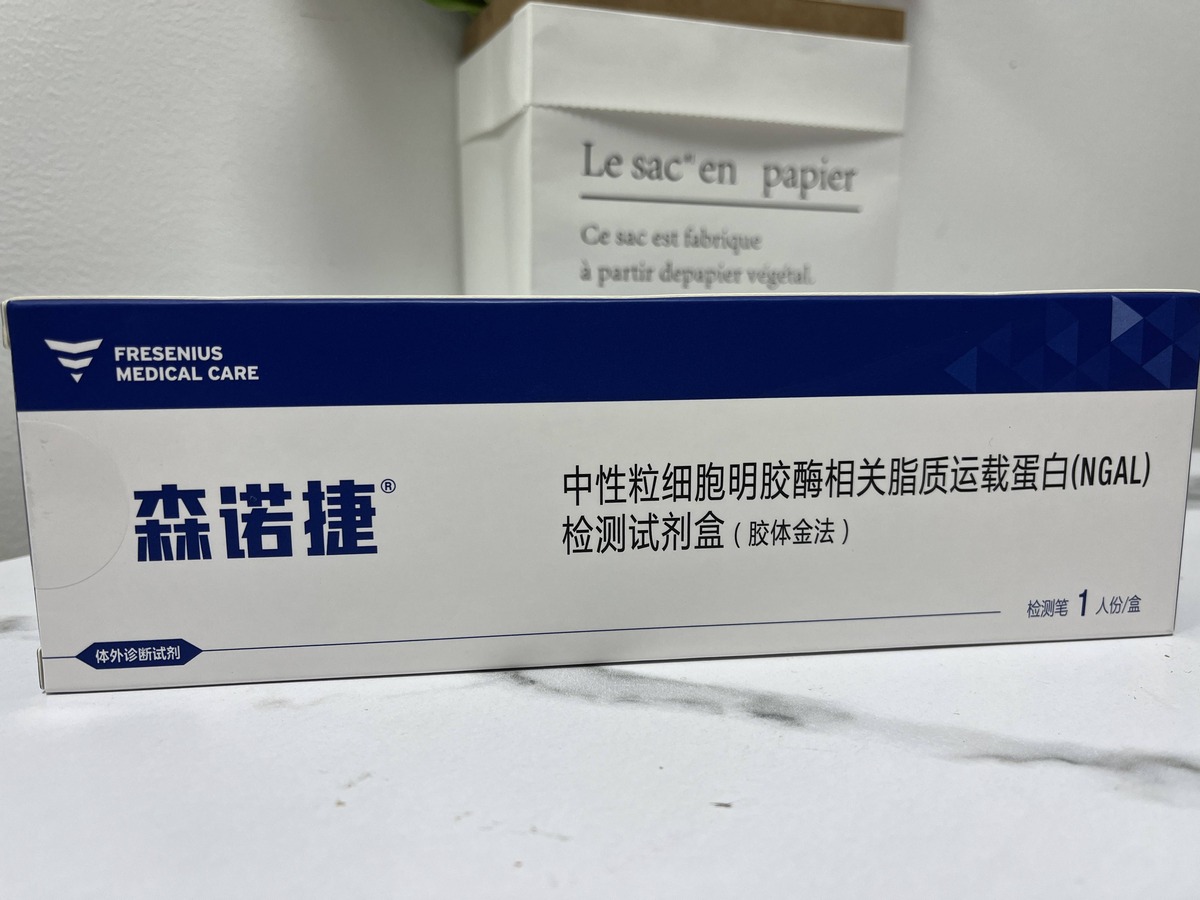 Le sac en papier
Ce sac est fabrique
à partir depapier végétal.
FRESENIUS
MEDICAL CARE
森诺捷®
中性粒细胞明胶酶相关脂质运载蛋白(NGAL)
检测试剂盒(胶体金法)
检测笔 1 人份/盒
体外诊断试剂